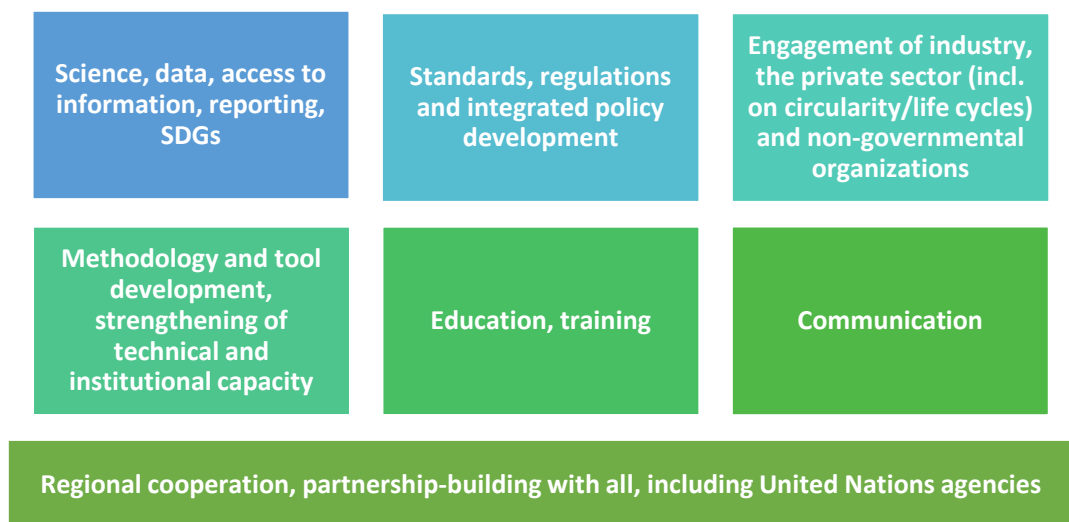 Science, data, access to
information, reporting,
SDGs
Standards, regulations
and integrated policy
development
Engagement of industry,
the private sector (incl.
on circularity/life cycles)
and non-governmental
organizations
Methodology and tool
development,
strengthening of
technical and
institutional capacity
Education, training
Communication
Regional cooperation, partnership-building with all, including United Nations agencies